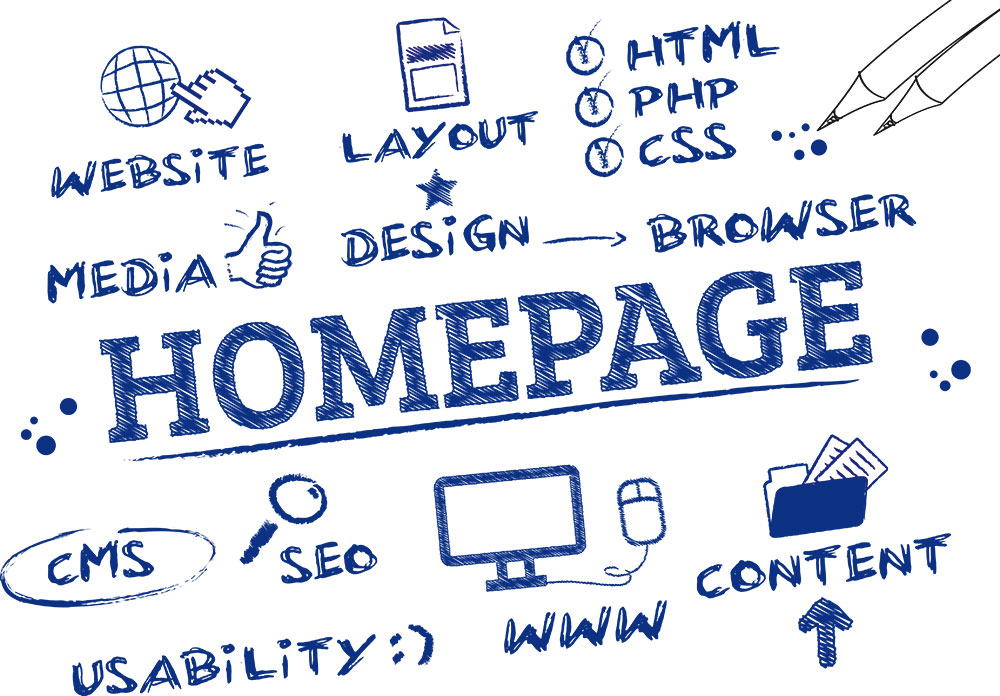 WEBSiTE
LAYOUT
HTML
PHP
CSS
MEDiA
DESiGN
BROWSER
HOMEPAGE
CMS
SEO
WWW
CONTENT
USABiLiTY :)